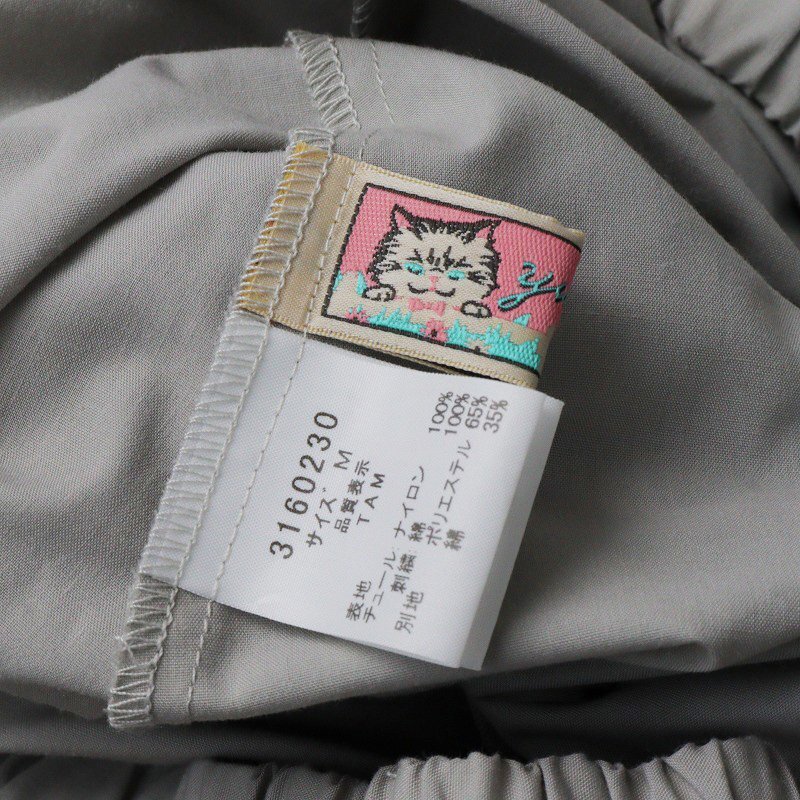 yu
3160230
サイズ M
品質表示
TAM
表地
チュール ナイロン 100%
刺繍 綿 100%
別地 ポリエステル 65%
綿 35%